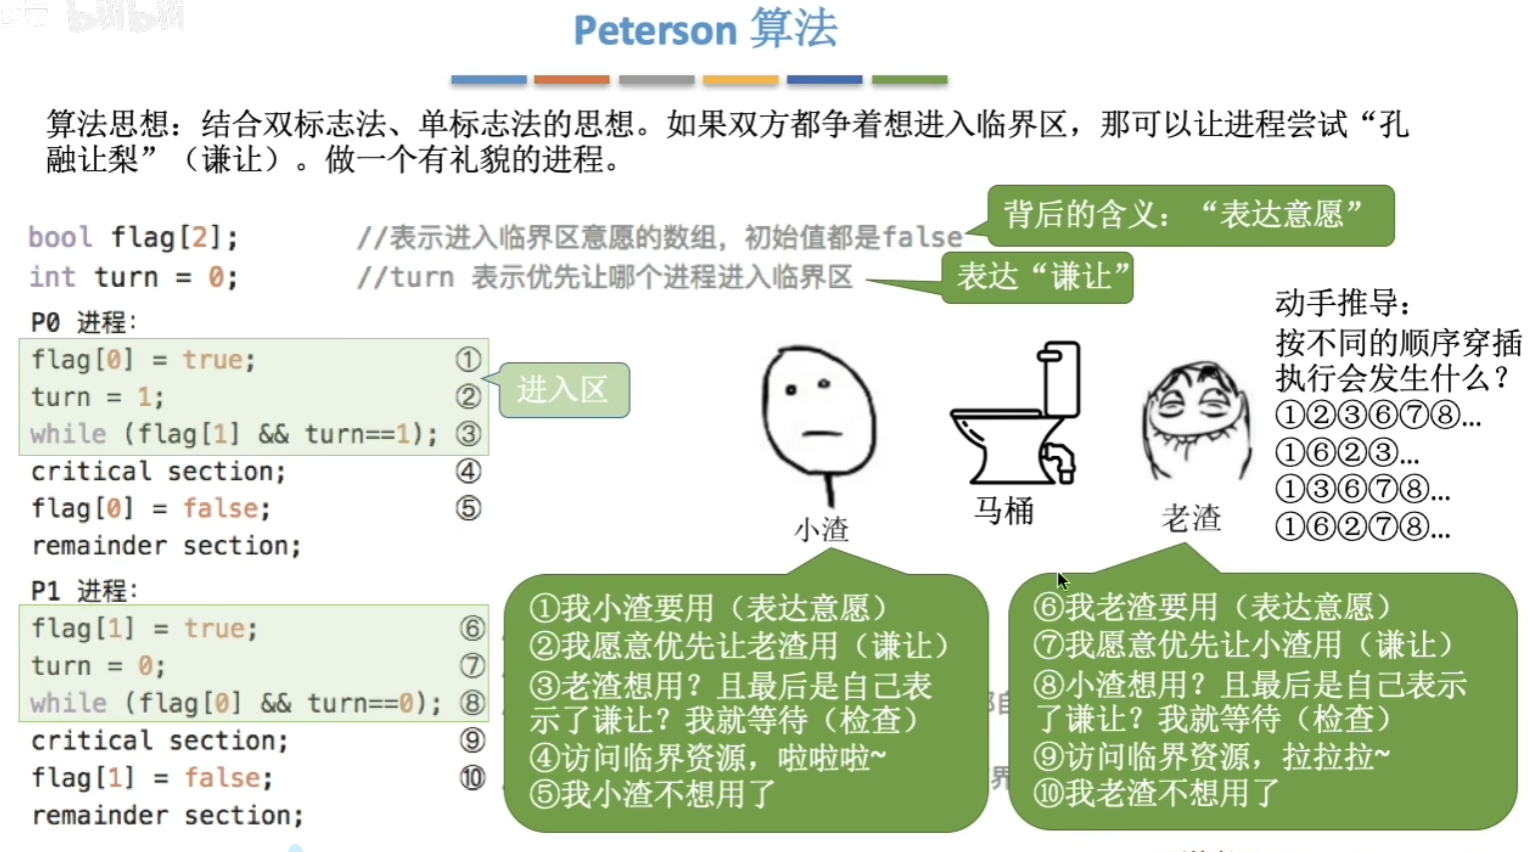 bilibili
Peterson 算法
算法思想：结合双标志法、单标志法的思想。如果双方都争着想进入临界区，那可以让进程尝试“孔
融让梨”（谦让）。做一个有礼貌的进程。
背后的含义：“表达意愿”
bool flag[2]; //表示进入临界区意愿的数组，初始值都是false
int turn = 0; //turn 表示优先让哪个进程进入临界区
表达“谦让”
P0 进程：
flag[0] = true; ①
turn = 1; ②
while (flag[1] && turn==1); ③
critical section; ④
flag[0] = false; ⑤
remainder section;
进入区
P1 进程：
flag[1] = true; ⑥
turn = 0; ⑦
while (flag[0] && turn==0); ⑧
critical section; ⑨
flag[1] = false; ⑩
remainder section;
小渣
马桶
老渣
动手推导：
按不同的顺序穿插
执行会发生什么？
①②③⑥⑦⑧...
①⑥②③...
①③⑥⑦⑧...
①⑥②⑦⑧...
①我小渣要用（表达意愿）
②我愿意优先让老渣用（谦让）
③老渣想用？且最后是自己表
示了谦让？我就等待（检查）
④访问临界资源，啦啦啦~
⑤我小渣不想用了
⑥我老渣要用（表达意愿）
⑦我愿意优先让小渣用（谦让）
⑧小渣想用？且最后是自己表示
了谦让？我就等待（检查）
⑨访问临界资源，拉拉拉~
⑩我老渣不想用了